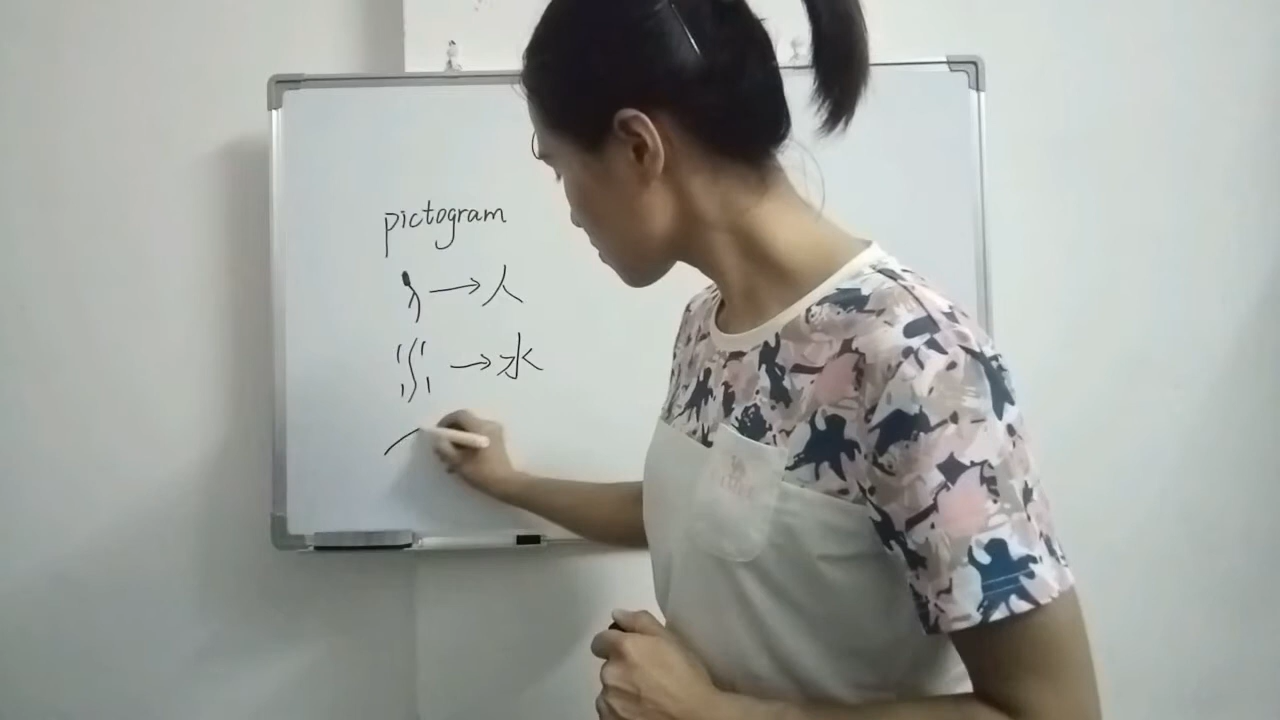 pictogram
→人
→水